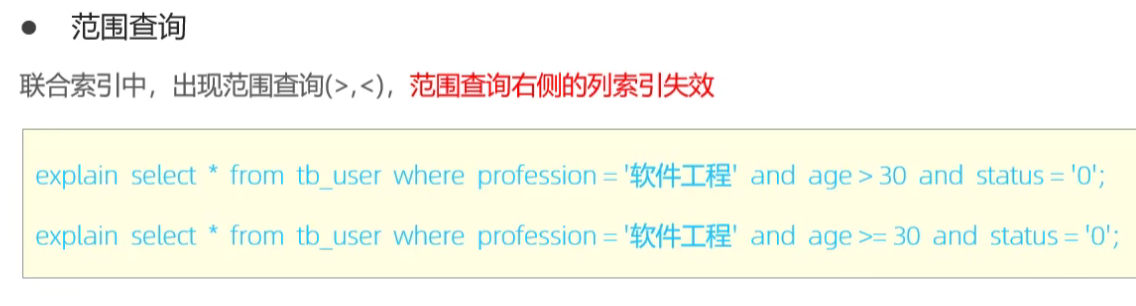 ● 范围查询
联合索引中，出现范围查询(>,<)，范围查询右侧的列索引失效
explain select * from tb_user where profession = '软件工程' and age > 30 and status = '0';
explain select * from tb_user where profession = '软件工程' and age >= 30 and status = '0';